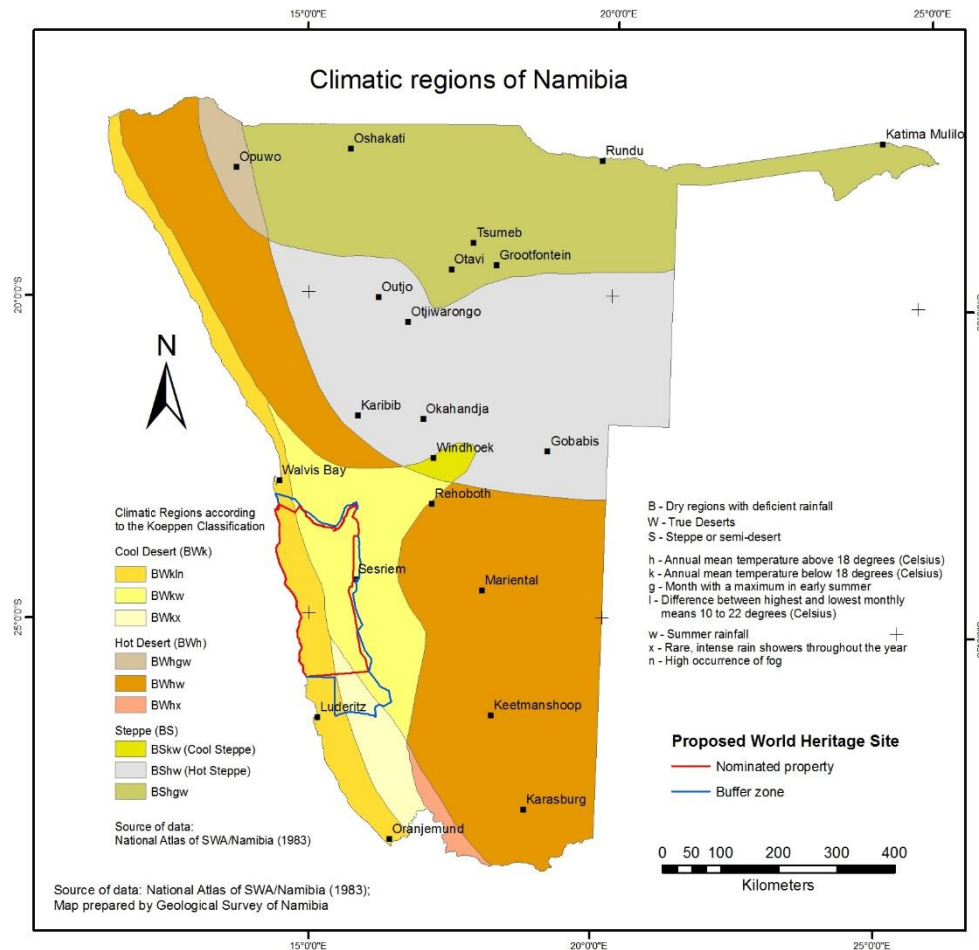 15°0'0"E
20°0'0"E
25°0'0"E
Climatic regions of Namibia
Oshakati
Katima Mulilo
Rundu
Opuwo
Tsumeb
Grootfontein
Otavi
Outjo
20°0'0"S
Otjiwarongo
N
Karibib
Okahandja
Windhoek
Gobabis
Walvis Bay
Rehoboth
Sesriem
Mariental
25°0'0"S
Luderitz
Keetmanshoop
Karasburg
Oranjemund
Climatic Regions according
to the Koeppen Classification
Cool Desert (BWk)
BWkln
BWkw
BWkx
Hot Desert (BWh)
BWhgw
BWhw
BWhx
Steppe (BS)
BSkw (Cool Steppe)
BShw (Hot Steppe)
BShgw
Source of data:
National Atlas of SWA/Namibia (1983)
B - Dry regions with deficient rainfall
W - True Deserts
S - Steppe or semi-desert
h - Annual mean temperature above 18 degrees (Celsius)
k - Annual mean temperature below 18 degrees (Celsius)
g - Month with a maximum in early summer
l - Difference between highest and lowest monthly
means 10 to 22 degrees (Celsius)
w - Summer rainfall
x - Rare, intense rain showers throughout the year
n - High occurrence of fog
Proposed World Heritage Site
Nominated property
Buffer zone
0 50 100 200 300 400
Kilometers
Source of data: National Atlas of SWA/Namibia (1983);
Map prepared by Geological Survey of Namibia
15°0'0"E
20°0'0"E
25°0'0"E